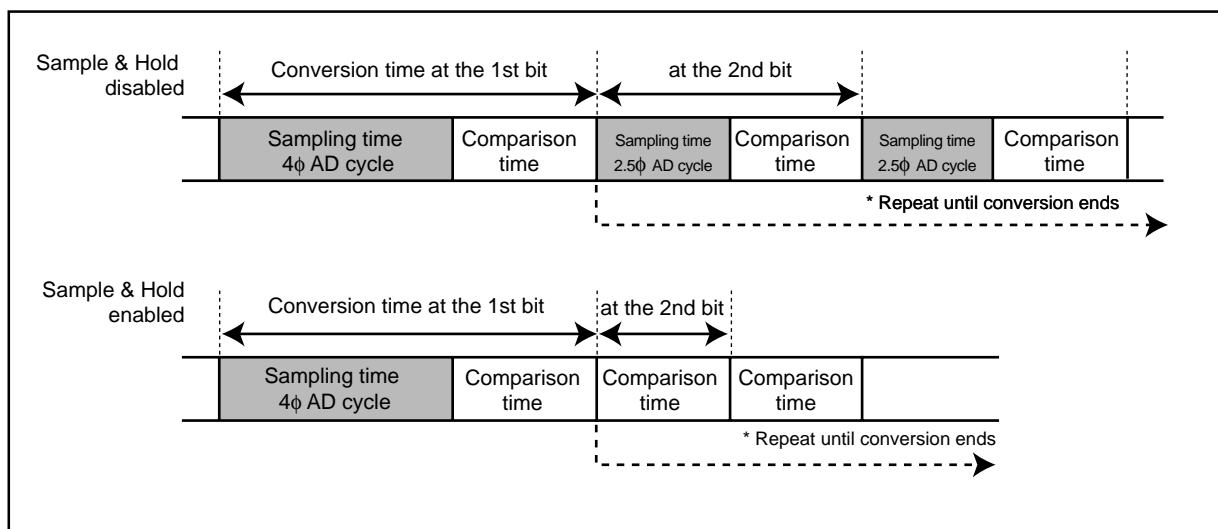 Sample & Hold
disabled
Conversion time at the 1st bit
at the 2nd bit
Sampling time
4ϕ AD cycle
Comparison
time
Sampling time
2.5ϕ AD cycle
Comparison
time
Sampling time
2.5ϕ AD cycle
Comparison
time
* Repeat until conversion ends
Sample & Hold
enabled
Conversion time at the 1st bit
at the 2nd bit
Sampling time
4ϕ AD cycle
Comparison
time
Comparison
time
Comparison
time
* Repeat until conversion ends